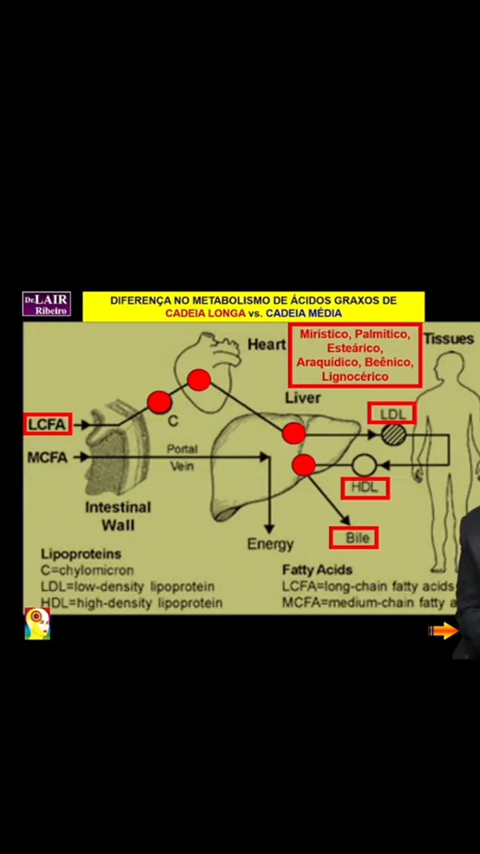 Dr. LAIR
Ribeiro
DIFERENÇA NO METABOLISMO DE ÁCIDOS GRAXOS DE
CADEIA LONGA vs. CADEIA MÉDIA
Mirístico, Palmítico,
Esteárico,
Araquídico, Beênico,
Lignocérico
Heart
Tissues
Liver
LCFA
C
LDL
MCFA
Portal
Vein
HDL
Intestinal
Wall
Energy
Bile
Lipoproteins
C=chylomicron
LDL=low-density lipoprotein
HDL=high-density lipoprotein
Fatty Acids
LCFA=long-chain fatty acids
MCFA=medium-chain fatty a